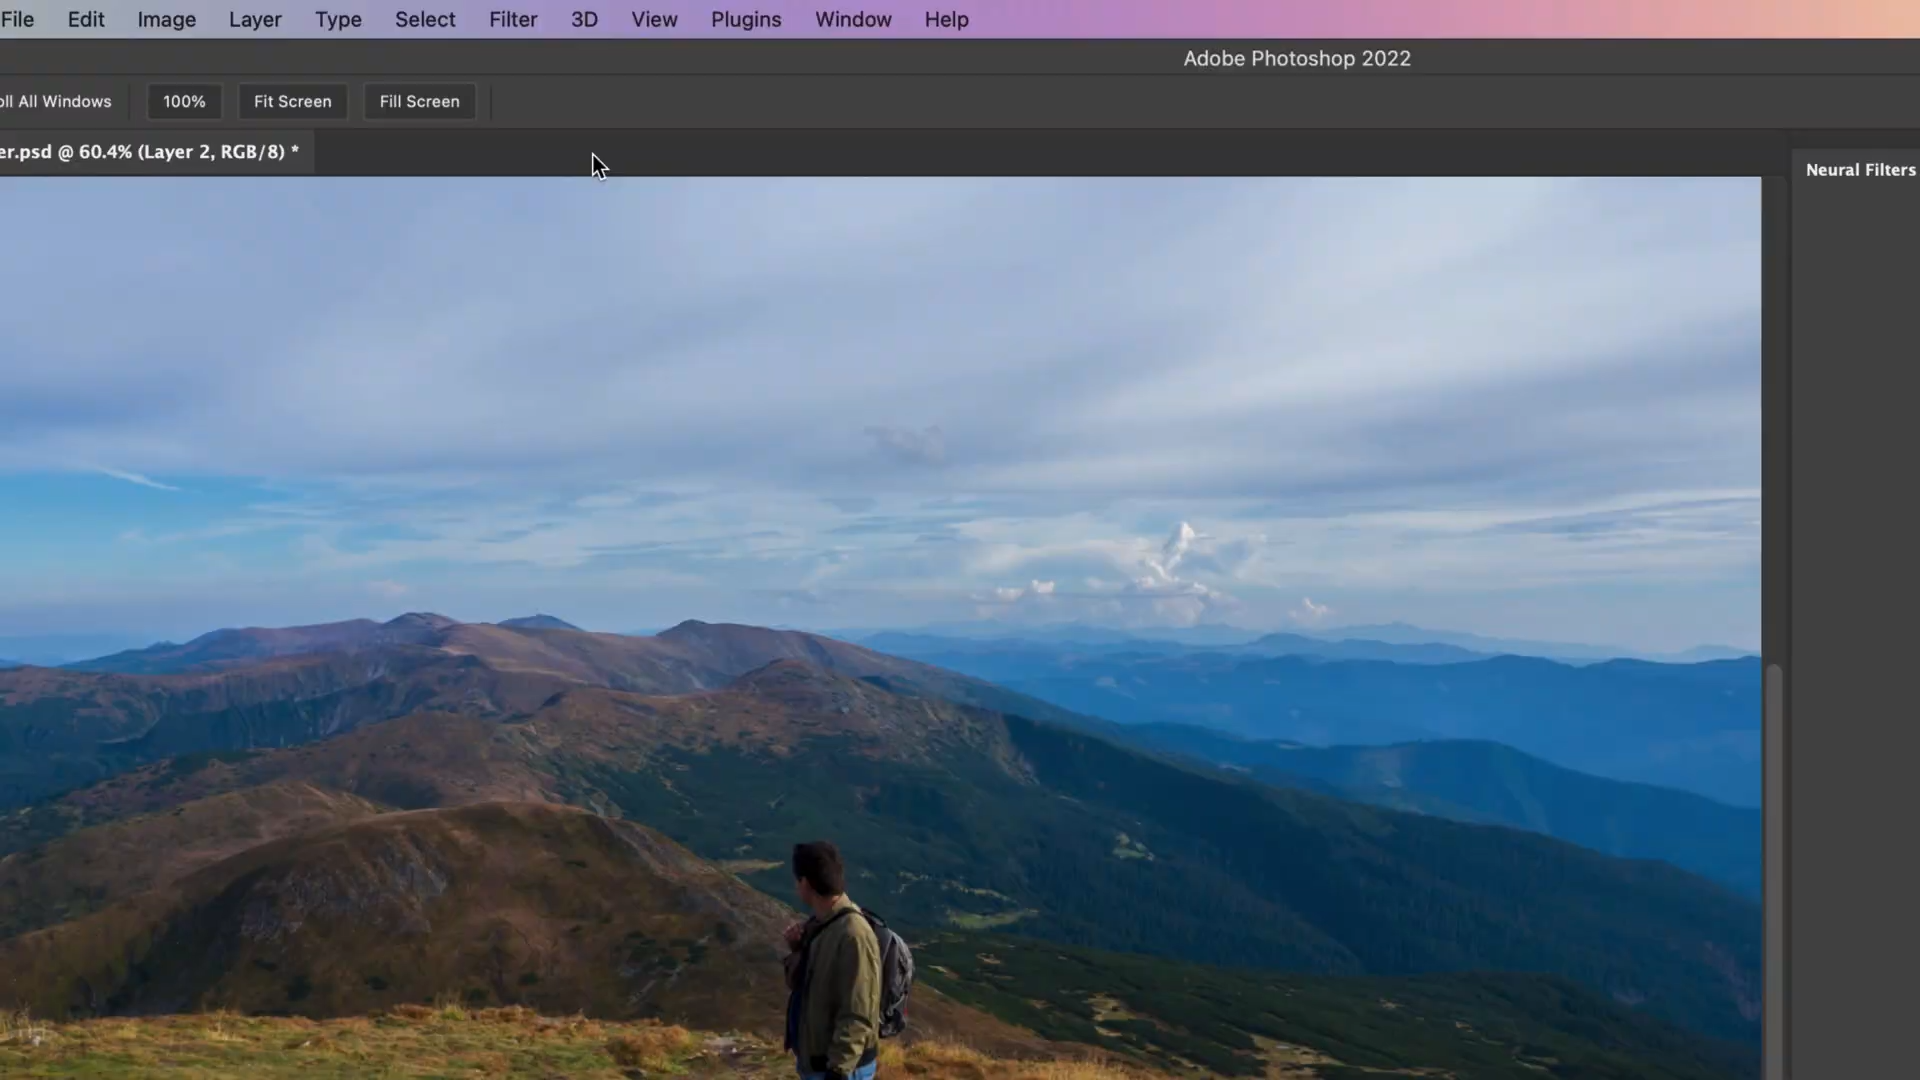 File Edit Image Layer Type Select Filter 3D View Plugins Window Help
Adobe Photoshop 2022
oll All Windows 100% Fit Screen Fill Screen
er.psd @ 60.4% (Layer 2, RGB/8) *
Neural Filters